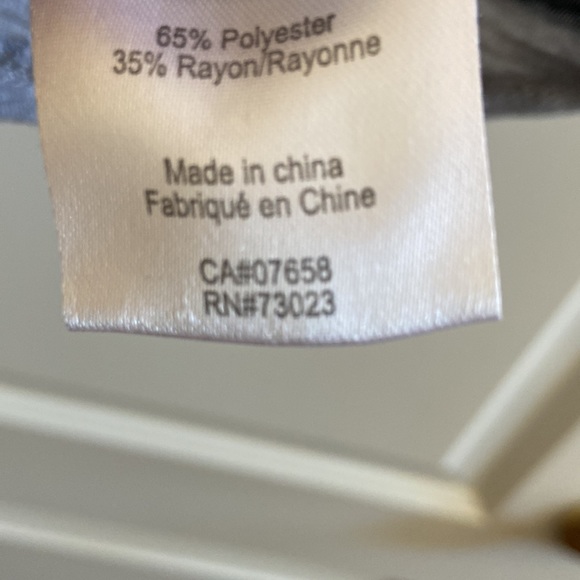 65% Polyester
35% Rayon/Rayonne
Made in china
Fabriqué en Chine
CA#07658
RN#73023